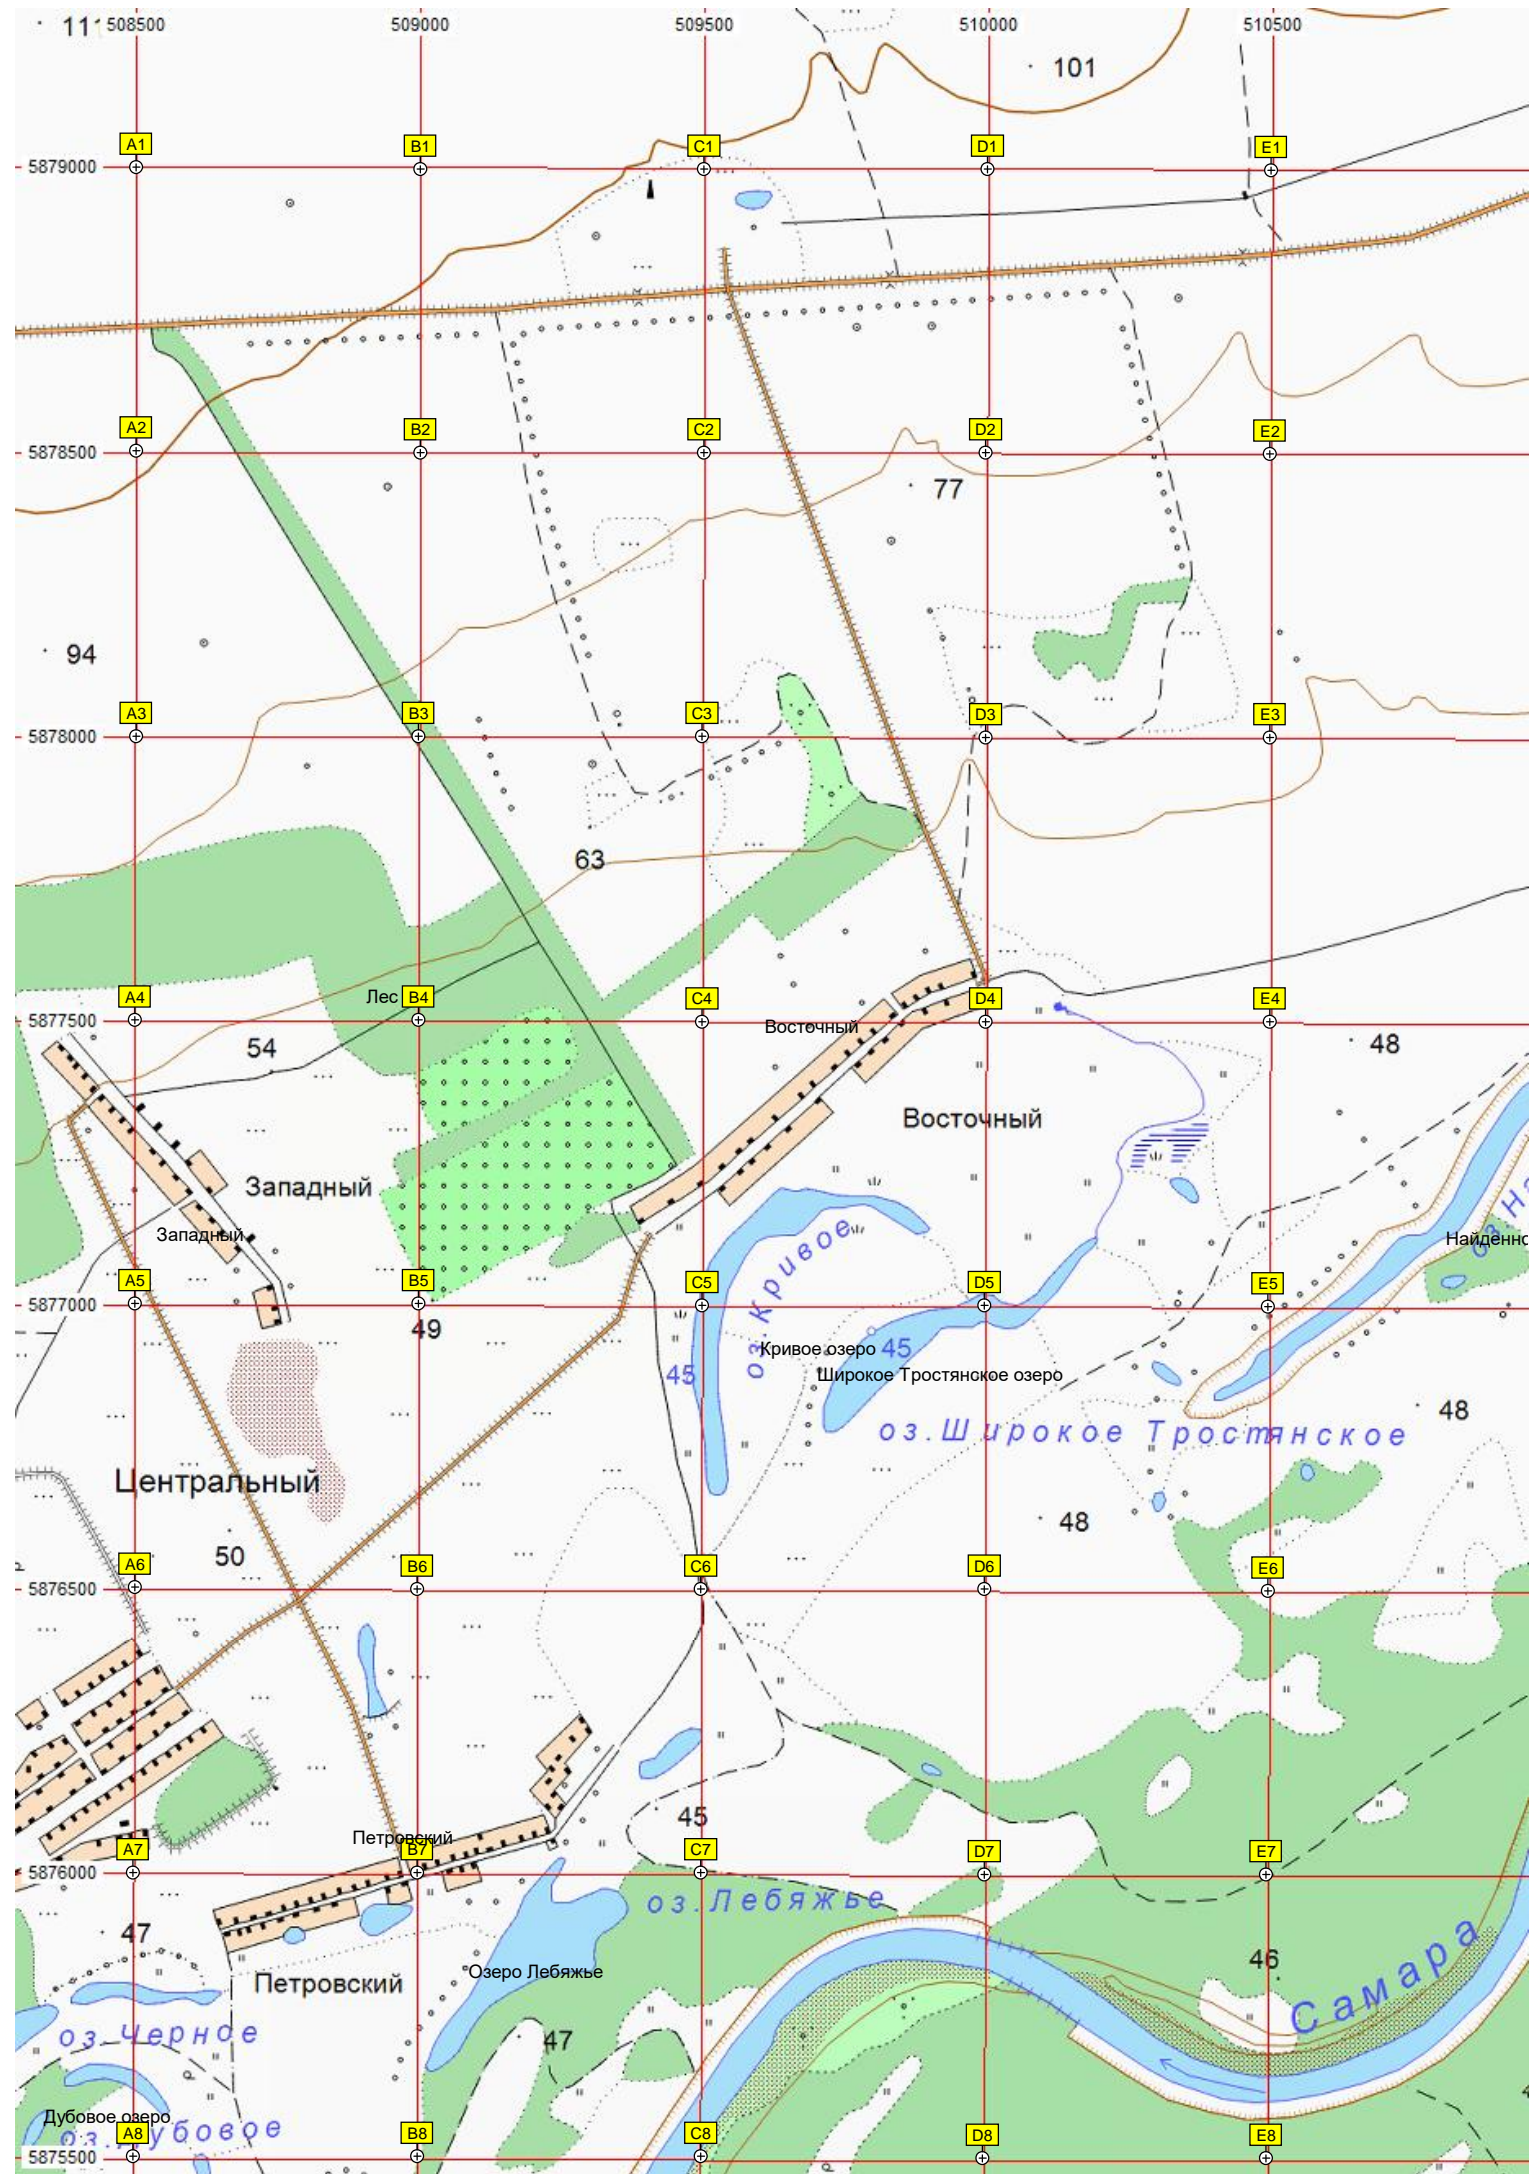 111
508500 509000 509500 510000 510500
101
A1 B1 C1 D1 E1
5879000
A2 B2 C2 D2 E2
5878500
77
94
A3 B3 C3 D3 E3
5878000
63
Лес
A4 B4 C4 D4 E4
5877500
Восточный
54
48
Восточный
Западный
Западный
оз. На
Найденно
оз. Кривое
A5 B5 C5 D5 E5
5877000
49
Кривое озеро
45
45
Широкое Тростянское озеро
48
оз. Широкое Тростянское
Центральный
48
50
A6 B6 C6 D6 E6
5876500
45
Петровский
A7 B7 C7 D7 E7
5876000
оз. Лебяжье
47
46
Самара
Озеро Лебяжье
Петровский
оз. Черное
47
Дубовое озеро
оз. Дубовое
A8 B8 C8 D8 E8
5875500